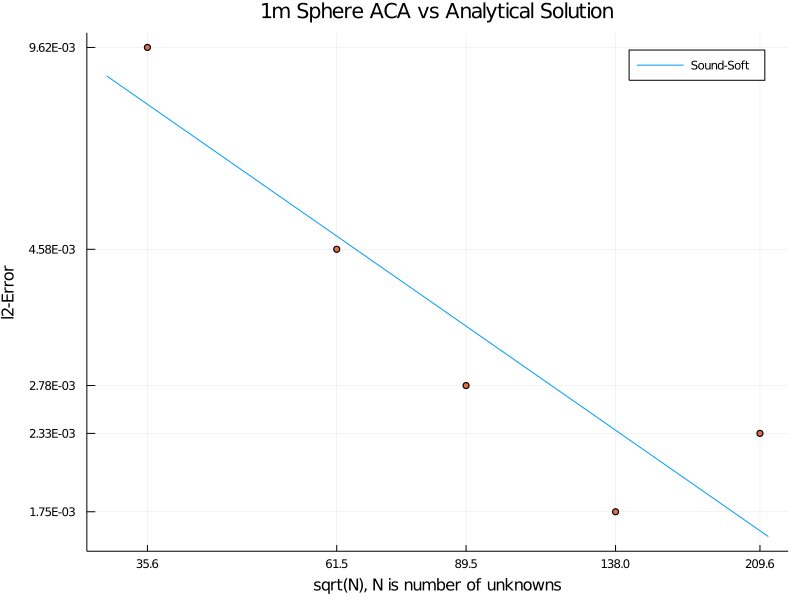 1m Sphere ACA vs Analytical Solution
Sound-Soft
9.62E-03
4.58E-03
2.78E-03
2.33E-03
1.75E-03
l2-Error
35.6 61.5 89.5 138.0 209.6
sqrt(N), N is number of unknowns